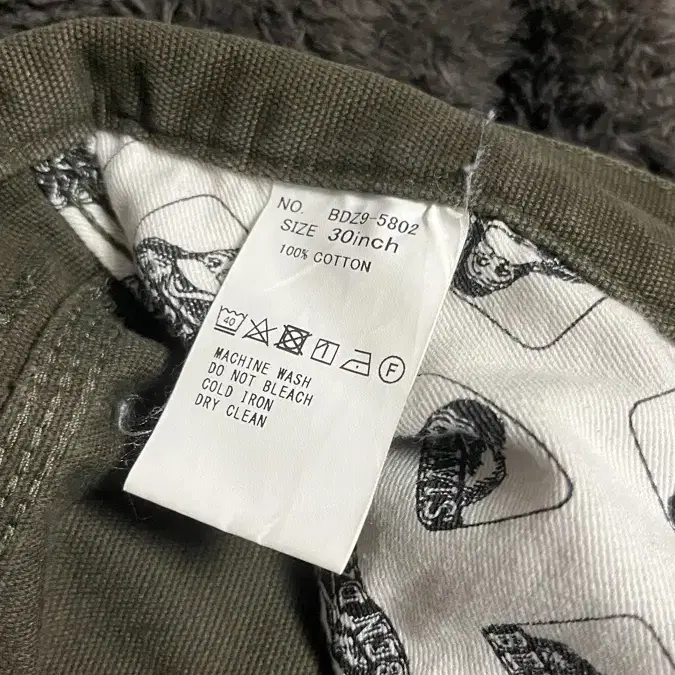 NO. BDZ9-5802
SIZE 30inch
100% COTTON
40
F
MACHINE WASH
DO NOT BLEACH
COLD IRON
DRY CLEAN